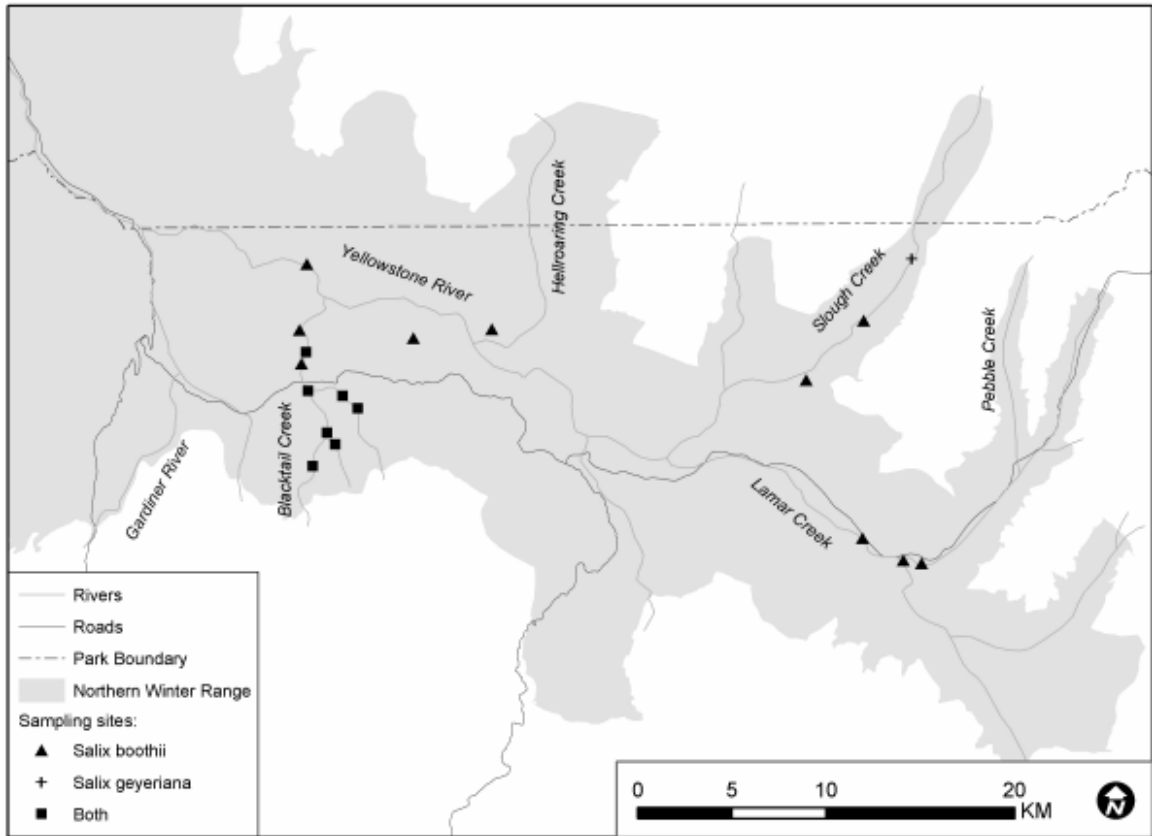 Hellroaring Creek
Yellowstone River
Slough Creek
Pebble Creek
Blacktail Creek
Gardiner River
Lamar Creek
Rivers
Roads
Park Boundary
Northern Winter Range
Sampling sites:
Salix boothii
Salix geyeriana
Both
0 5 10 20
KM
N